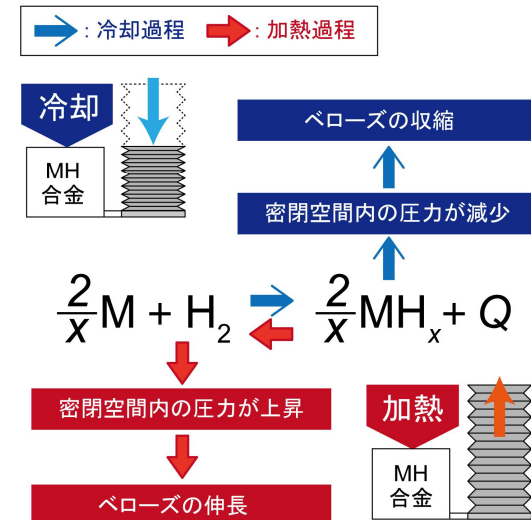 :冷却過程 :加熱過程
冷却
MH
合金
ベローズの収縮
密閉空間内の圧力が減少
2/x M + H₂ ⇄ 2/x MHₓ + Q
密閉空間内の圧力が上昇
ベローズの伸長
加熱
MH
合金